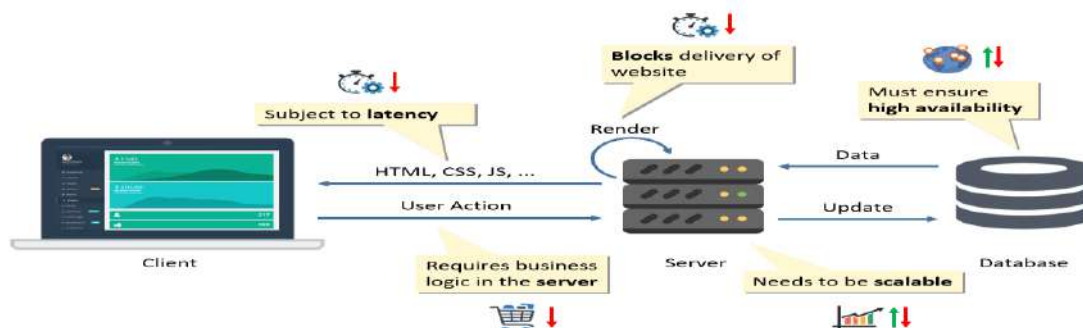 Blocks delivery of
website
Must ensure
high availability
Subject to latency
Render
Data
HTML, CSS, JS, ...
User Action
Update
Client
Server
Database
Requires business
logic in the server
Needs to be scalable